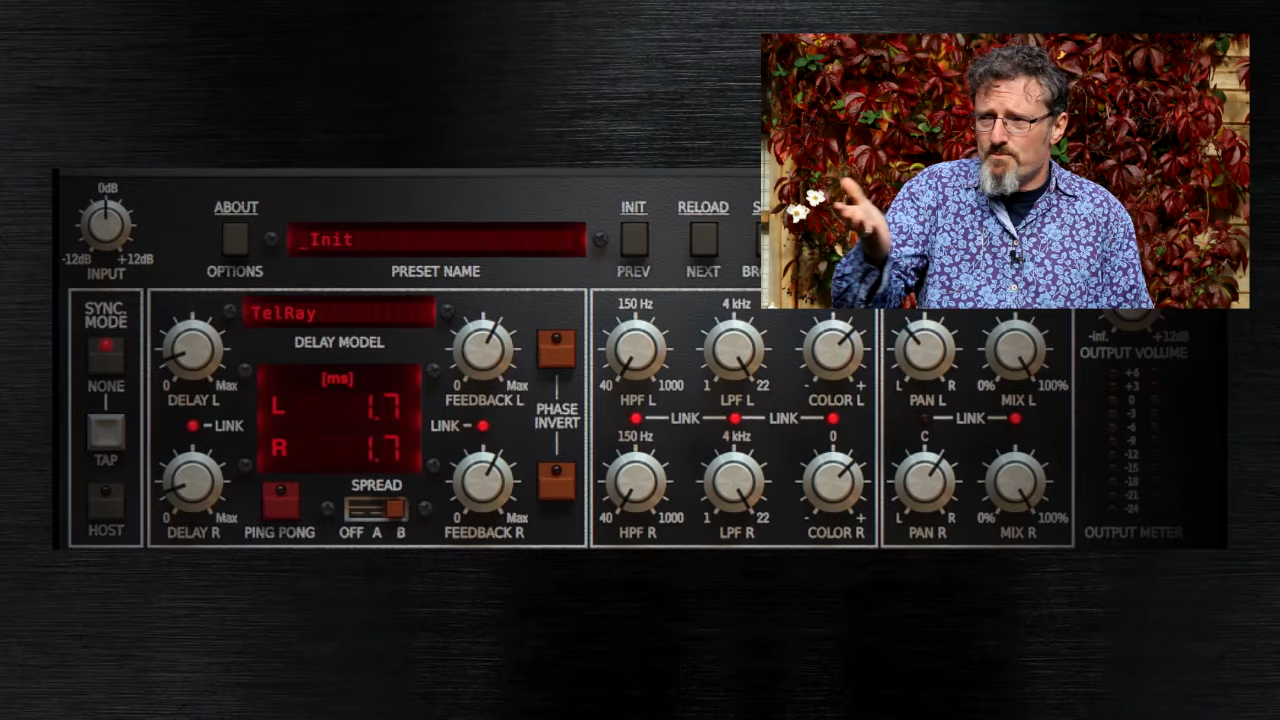 0dB
-12dB +12dB
INPUT
ABOUT
OPTIONS
_Init
PRESET NAME
INIT
PREV
RELOAD
NEXT
SYNC.
MODE
NONE
TAP
HOST
TelRay
DELAY MODEL
0 Max
DELAY L
LINK
[ms]
L 1.7
R 1.7
0 Max
DELAY R
PING PONG
SPREAD
OFF A B
0 Max
FEEDBACK L
LINK
0 Max
FEEDBACK R
PHASE
INVERT
150 Hz
40 1000
HPF L
4 kHz
1 22
LPF L
- +
COLOR L
LINK LINK
150 Hz
40 1000
HPF R
4 kHz
1 22
LPF R
0
- +
COLOR R
L R
PAN L
0% 100%
MIX L
LINK
C
L R
PAN R
0% 100%
MIX R
-inf. +12dB
OUTPUT VOLUME
+6
+3
0
-3
-6
-9
-12
-15
-18
-21
-24
OUTPUT METER